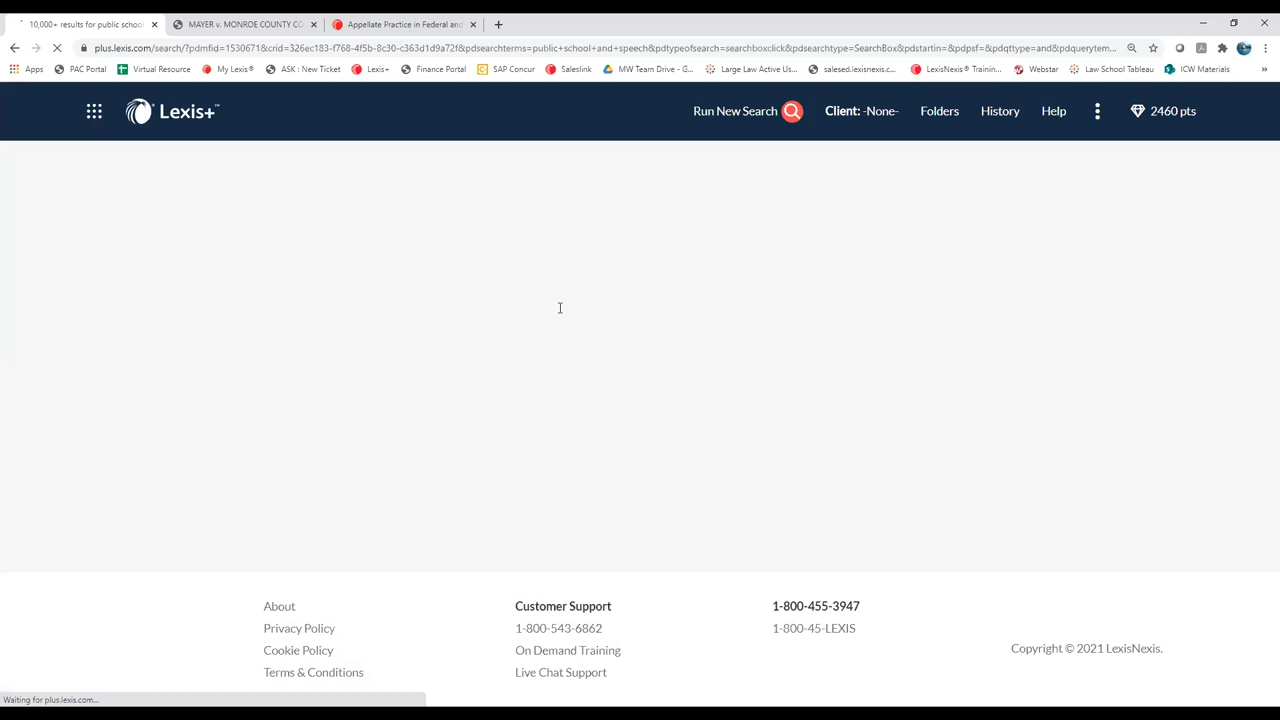 10,000+ results for public school
MAYER v. MONROE COUNTY CO
Appellate Practice in Federal and
plus.lexis.com/search/?pdmfid=1530671&crid=326ec183-f768-4f5b-8c30-c363d1d9a72f&pdsearchterms=public+school+and+speech&pdtypeofsearch=searchboxclick&pdsearchtype=SearchBox&pdstartin=&pdpsf=&pdqttype=and&pdquerytem...
Apps PAC Portal Virtual Resource My Lexis® ASK : New Ticket Lexis+ Finance Portal SAP Concur Saleslink MW Team Drive - G... Large Law Active Us... salesed.lexisnexis.c... LexisNexis® Trainin... Webstar Law School Tableau ICW Materials »
Lexis+™ Run New Search Client: -None- Folders History Help 2460 pts
About Customer Support 1-800-455-3947
Privacy Policy 1-800-543-6862 1-800-45-LEXIS
Cookie Policy On Demand Training Copyright © 2021 LexisNexis.
Terms & Conditions Live Chat Support
Waiting for plus.lexis.com...